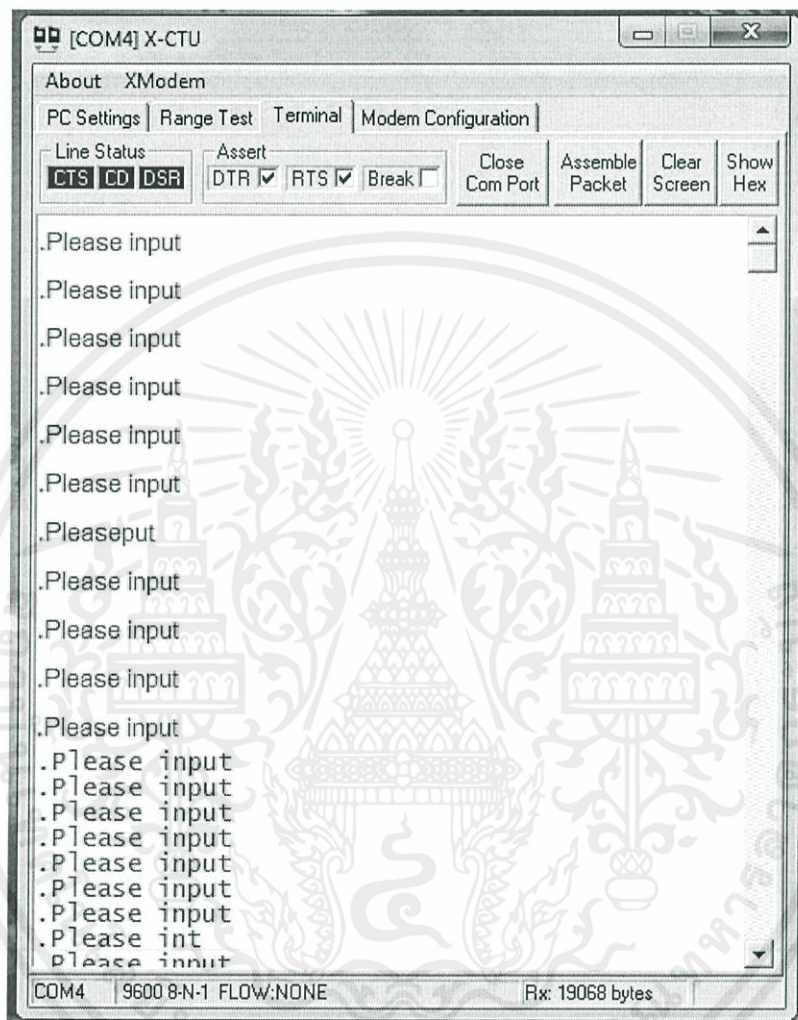 [COM4] X-CTU
About XModem
PC Settings Range Test Terminal Modem Configuration
Line Status Assert
CTS CD DSR DTR RTS Break Close Com Port Assemble Packet Clear Screen Show Hex
.Please input
.Please input
.Please input
.Please input
.Please input
.Please input
.Pleaseput
.Please input
.Please input
.Please input
.Please input
.Please input
.Please input
.Please input
.Please input
.Please input
.Please input
.Please input
.Please int
Please input
COM4 9600 8-N-1 FLOW:NONE Rx: 19068 bytes